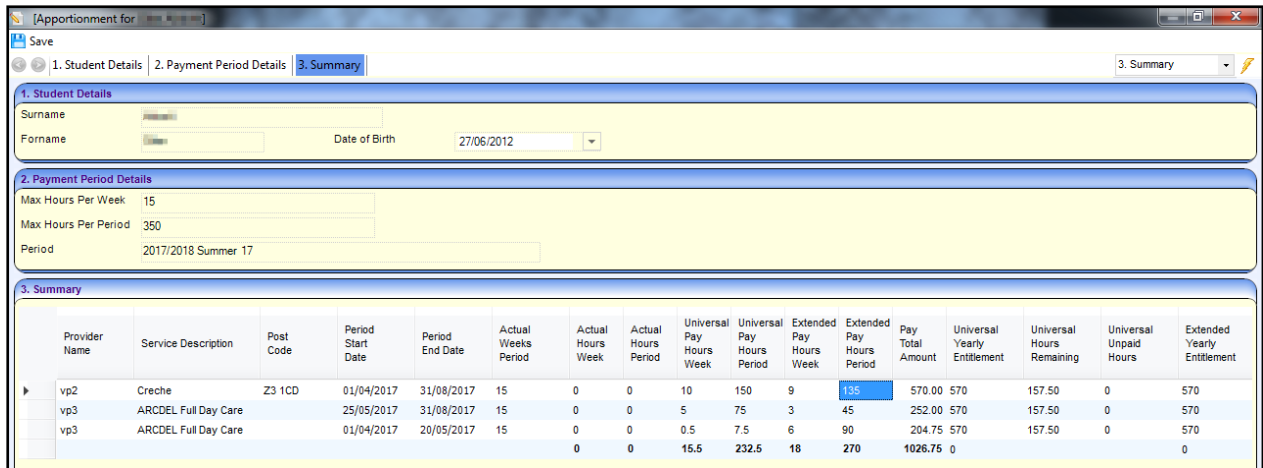 [Apportionment for ]
Save
1. Student Details 2. Payment Period Details 3. Summary 3. Summary
1. Student Details
Surname
Forname Date of Birth 27/06/2012
2. Payment Period Details
Max Hours Per Week 15
Max Hours Per Period 350
Period 2017/2018 Summer 17
3. Summary
Provider Name Service Description Post Code Period Start Date Period End Date Actual Weeks Period Actual Hours Week Actual Hours Period Universal Pay Hours Week Universal Pay Hours Period Extended Pay Hours Week Extended Pay Hours Period Pay Total Amount Universal Yearly Entitlement Universal Hours Remaining Universal Unpaid Hours Extended Yearly Entitlement
vp2 Creche Z3 1CD 01/04/2017 31/08/2017 15 0 0 10 150 9 135 570.00 570 157.50 0 570
vp3 ARCDEL Full Day Care 25/05/2017 31/08/2017 15 0 0 5 75 3 45 252.00 570 157.50 0 570
vp3 ARCDEL Full Day Care 01/04/2017 20/05/2017 15 0 0 0.5 7.5 6 90 204.75 570 157.50 0 570
0 0 15.5 232.5 18 270 1026.75 0 0